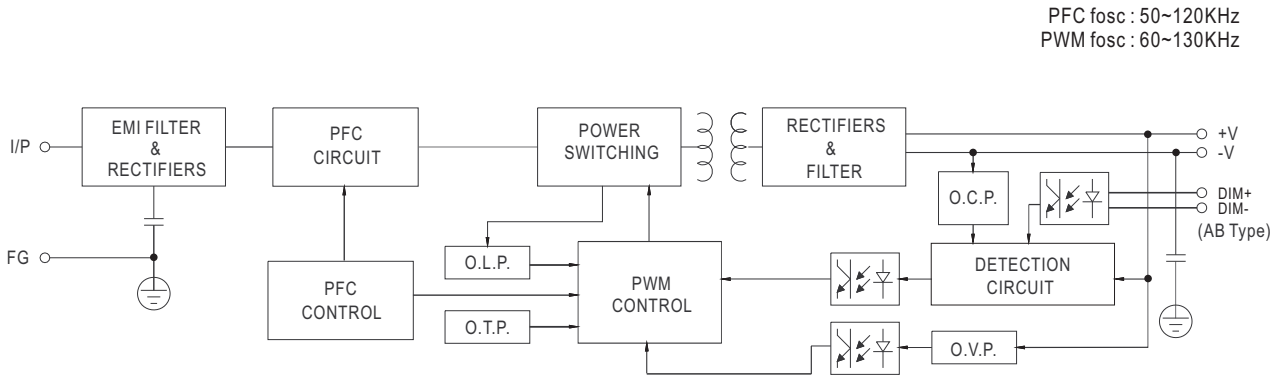 PFC fosc : 50~120KHz
PWM fosc : 60~130KHz
I/P
EMI FILTER
&
RECTIFIERS
PFC
CIRCUIT
POWER
SWITCHING
RECTIFIERS
&
FILTER
+V
-V
O.C.P.
DIM+
DIM-
(AB Type)
FG
O.L.P.
PFC
CONTROL
PWM
CONTROL
DETECTION
CIRCUIT
O.T.P.
O.V.P.